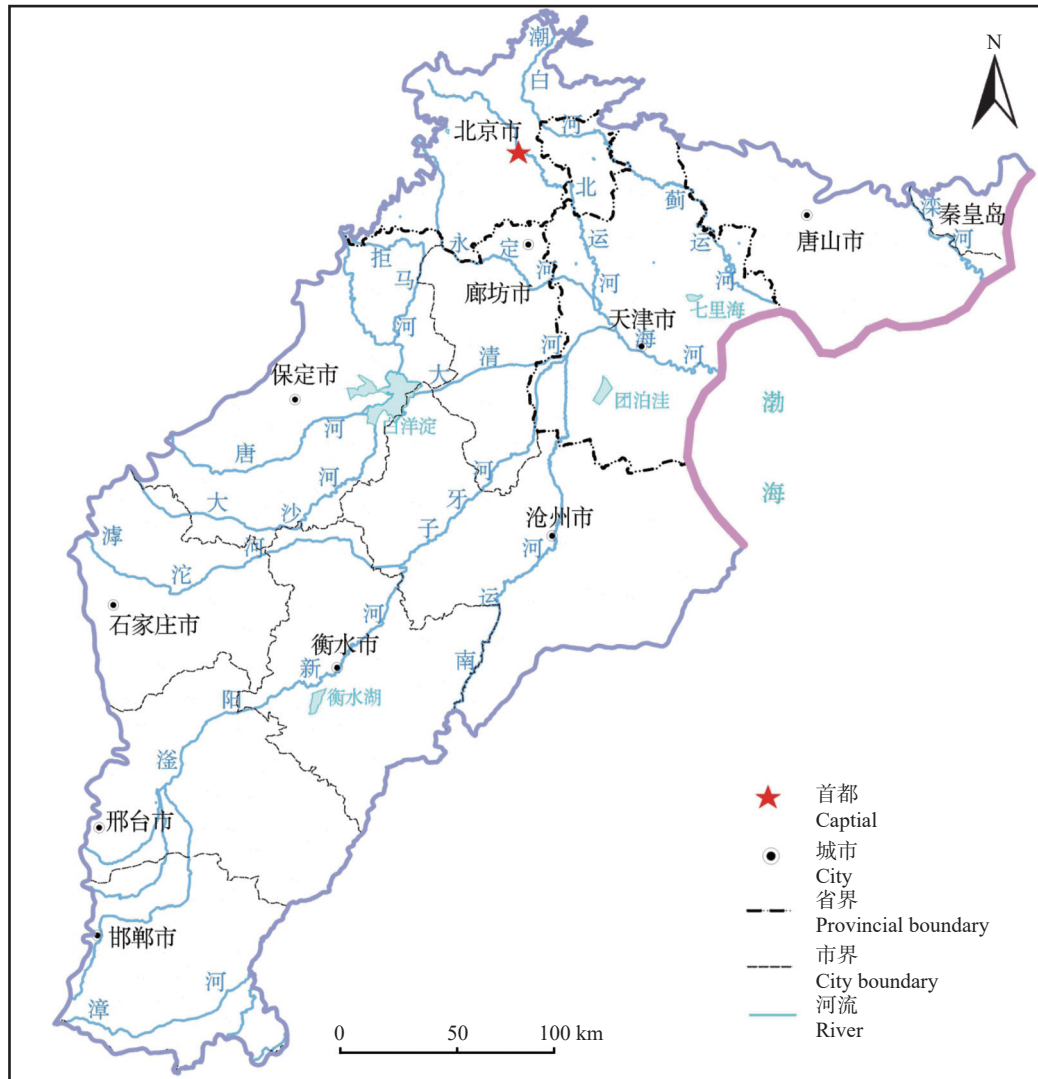 N
潮白河
北京市
北运河
蓟运河
滦河
秦皇岛
唐山市
永定河
拒马河
廊坊市
七里海
天津市
海河
大清河
保定市
白洋淀
团泊洼
渤海
唐河
大沙河
子牙河
沧州市
滹沱河
南运河
石家庄市
衡水市
滏阳新河
衡水湖
邢台市
邯郸市
漳河
0 50 100 km
首都
Captial
城市
City
省界
Provincial boundary
市界
City boundary
河流
River